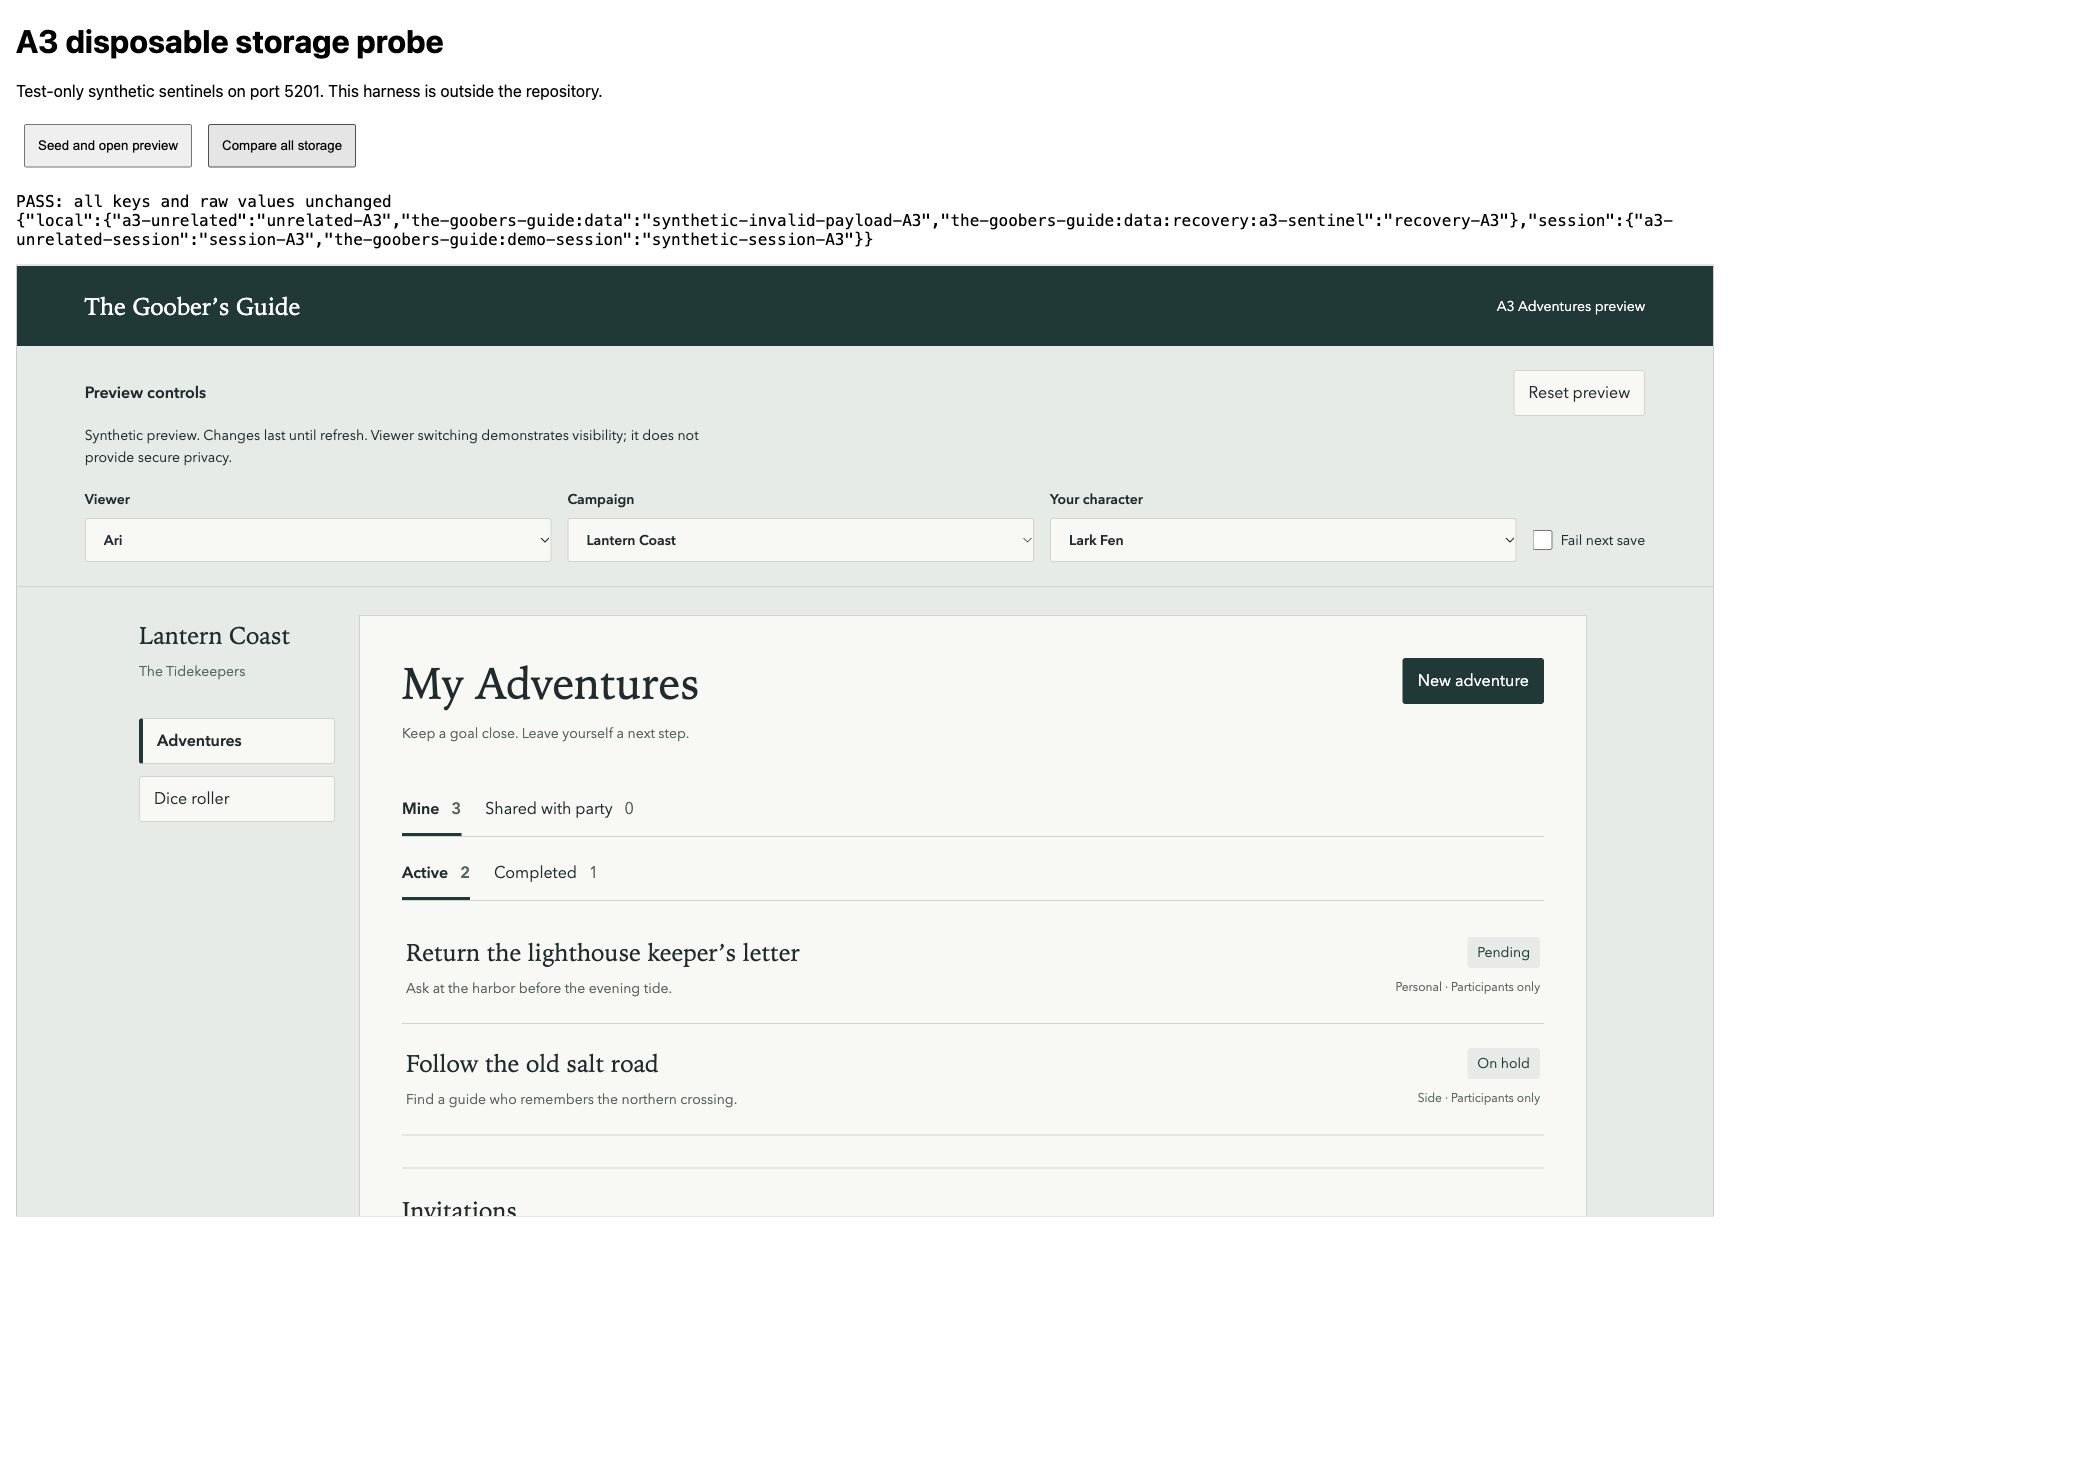 A3 disposable storage probe
Test-only synthetic sentinels on port 5201. This harness is outside the repository.
Seed and open preview
Compare all storage
PASS: all keys and raw values unchanged
{"local":{"a3-unrelated":"unrelated-A3","the-goobers-guide:data":"synthetic-invalid-payload-A3","the-goobers-guide:data:recovery:a3-sentinel":"recovery-A3"},"session":{"a3-
unrelated-session":"session-A3","the-goobers-guide:demo-session":"synthetic-session-A3"}}
The Goober’s Guide
A3 Adventures preview
Preview controls
Reset preview
Synthetic preview. Changes last until refresh. Viewer switching demonstrates visibility; it does not
provide secure privacy.
Viewer
Campaign
Your character
Ari
Lantern Coast
Lark Fen
Fail next save
Lantern Coast
The Tidekeepers
Adventures
Dice roller
My Adventures
New adventure
Keep a goal close. Leave yourself a next step.
Mine 3 Shared with party 0
Active 2 Completed 1
Return the lighthouse keeper’s letter
Pending
Ask at the harbor before the evening tide.
Personal · Participants only
Follow the old salt road
On hold
Find a guide who remembers the northern crossing.
Side · Participants only
Invitations